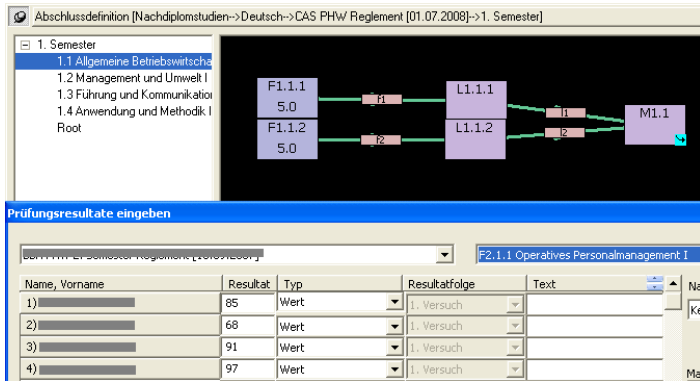 Abschlussdefinition [Nachdiplomstudien-->Deutsch-->CAS PHW Reglement [01.07.2008]-->1. Semester]
1. Semester
1.1 Allgemeine Betriebswirtscha
1.2 Management und Umwelt I
1.3 Führung und Kommunikation
1.4 Anwendung und Methodik I
Root
F1.1.1
5.0
f1
L1.1.1
F1.1.2
5.0
f2
L1.1.2
l1
l2
M1.1
Prüfungsresultate eingeben
F2.1.1 Operatives Personalmanagement I
Name, Vorname Resultat Typ Resultatfolge Text Na
1) 85 Wert 1. Versuch
2) 68 Wert 1. Versuch
3) 91 Wert 1. Versuch
4) 97 Wert 1. Versuch
Ke
Ma